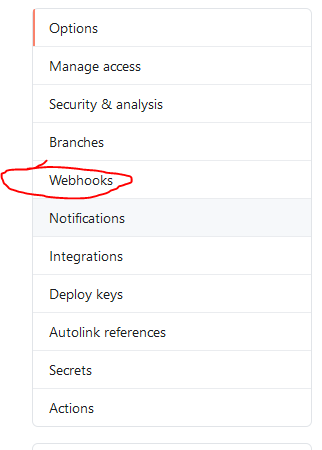 Options
Manage access
Security & analysis
Branches
Webhooks
Notifications
Integrations
Deploy keys
Autolink references
Secrets
Actions